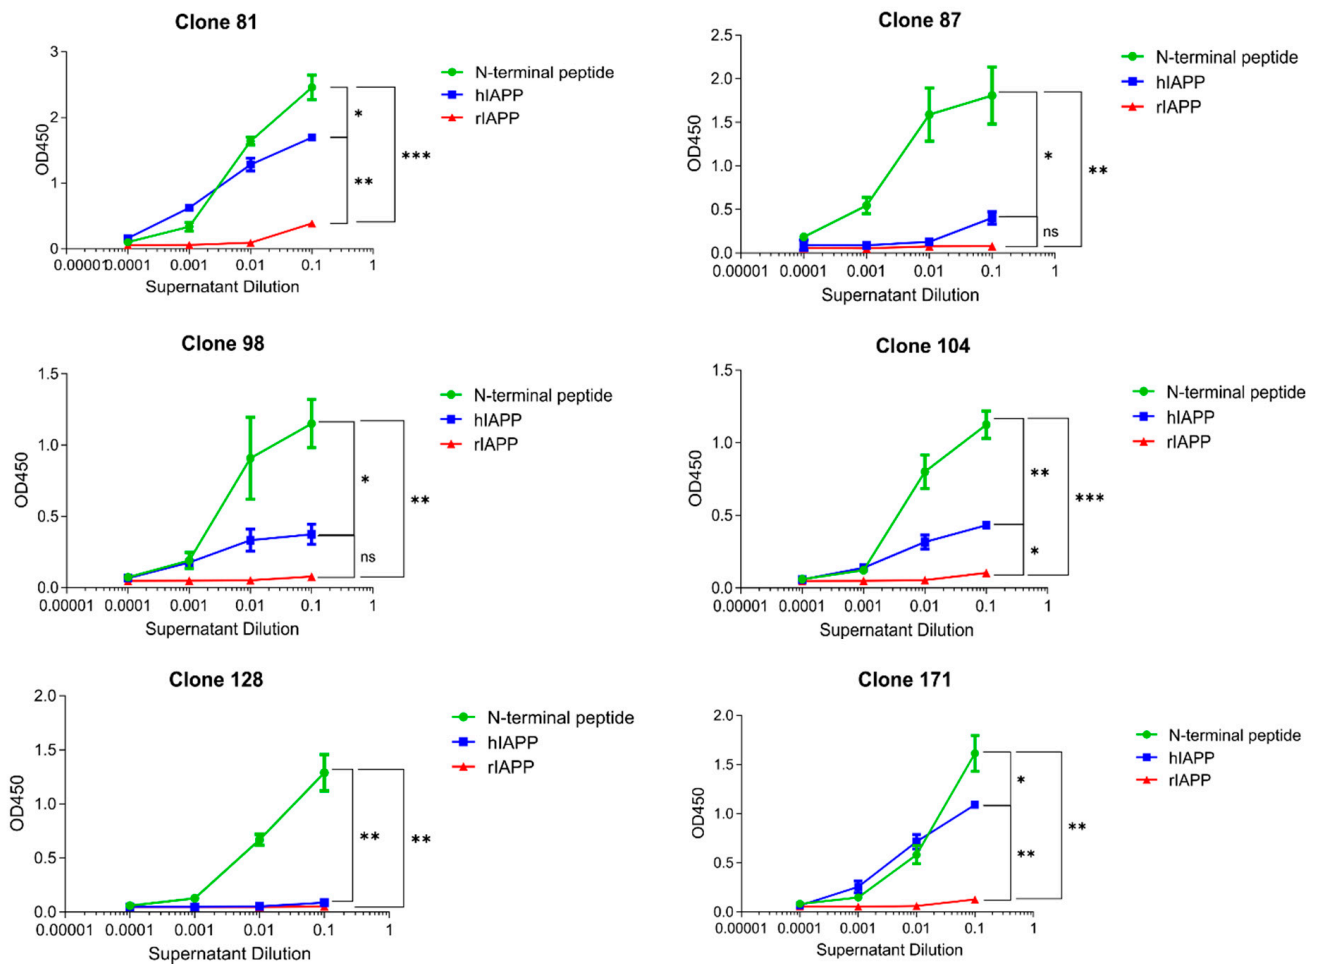 Clone 81
3
2
1
0
OD450
0.00001
0.0001
0.001
0.01
0.1
1
Supernatant Dilution
N-terminal peptide
hIAPP
rIAPP
*
**
***
Clone 87
2.5
2.0
1.5
1.0
0.5
0.0
OD450
0.00001
0.0001
0.001
0.01
0.1
1
Supernatant Dilution
N-terminal peptide
hIAPP
rIAPP
*
ns
**
Clone 98
1.5
1.0
0.5
0.0
OD450
0.00001
0.0001
0.001
0.01
0.1
1
Supernatant Dilution
N-terminal peptide
hIAPP
rIAPP
*
ns
**
Clone 104
1.5
1.0
0.5
0.0
OD450
0.00001
0.0001
0.001
0.01
0.1
1
Supernatant Dilution
N-terminal peptide
hIAPP
rIAPP
**
*
***
Clone 128
2.0
1.5
1.0
0.5
0.0
OD450
0.00001
0.0001
0.001
0.01
0.1
1
Supernatant Dilution
N-terminal peptide
hIAPP
rIAPP
**
**
Clone 171
2.0
1.5
1.0
0.5
0.0
OD450
0.00001
0.0001
0.001
0.01
0.1
1
Supernatant Dilution
N-terminal peptide
hIAPP
rIAPP
*
**
**